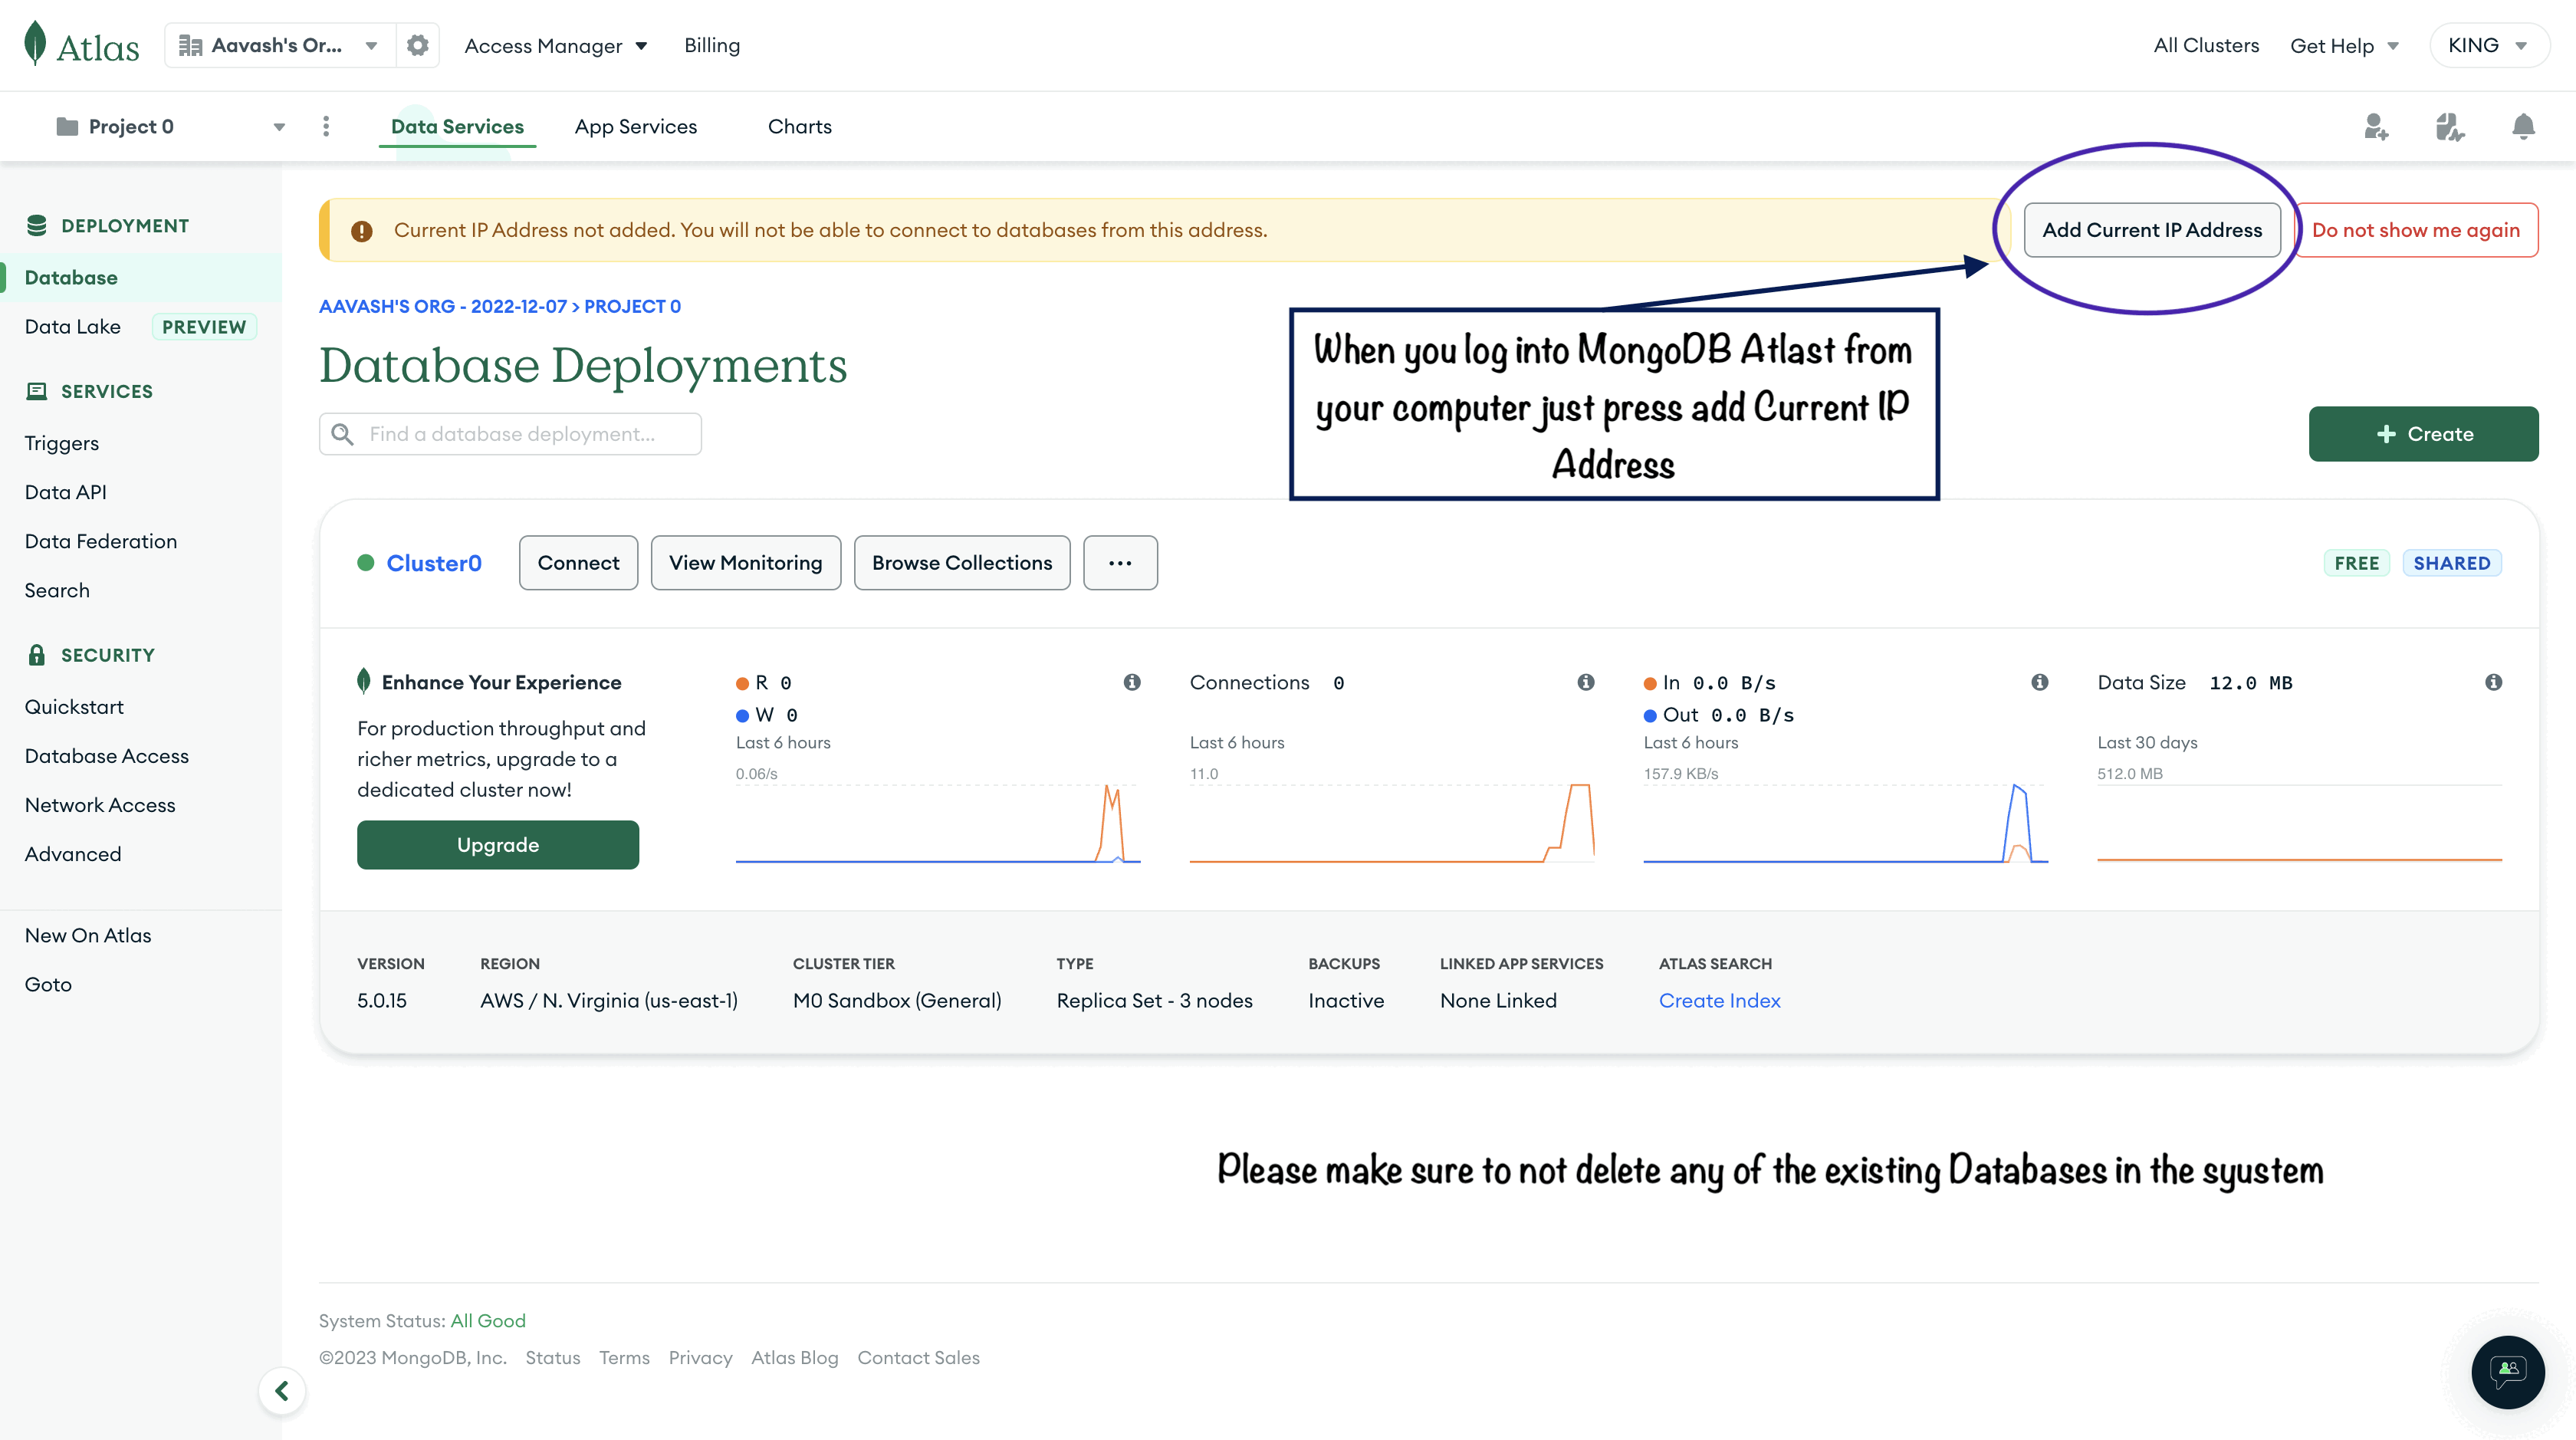 Atlas
Aavash's Or...
Access Manager
Billing
All Clusters
Get Help
KING
Project 0
Data Services
App Services
Charts
DEPLOYMENT
Database
Data Lake PREVIEW
SERVICES
Triggers
Data API
Data Federation
Search
SECURITY
Quickstart
Database Access
Network Access
Advanced
New On Atlas
Goto
Current IP Address not added. You will not be able to connect to databases from this address.
Add Current IP Address
Do not show me again
AAVASH'S ORG - 2022-12-07 > PROJECT 0
Database Deployments
When you log into MongoDB Atlast from
your computer just press add Current IP
Address
Find a database deployment...
+ Create
Cluster0
Connect
View Monitoring
Browse Collections
...
FREE
SHARED
Enhance Your Experience
For production throughput and
richer metrics, upgrade to a
dedicated cluster now!
Upgrade
R 0
W 0
Last 6 hours
0.06/s
Connections 0
Last 6 hours
11.0
In 0.0 B/s
Out 0.0 B/s
Last 6 hours
157.9 KB/s
Data Size 12.0 MB
Last 30 days
512.0 MB
VERSION
5.0.15
REGION
AWS / N. Virginia (us-east-1)
CLUSTER TIER
M0 Sandbox (General)
TYPE
Replica Set - 3 nodes
BACKUPS
Inactive
LINKED APP SERVICES
None Linked
ATLAS SEARCH
Create Index
Please make sure to not delete any of the existing Databases in the syustem
System Status: All Good
©2023 MongoDB, Inc. Status Terms Privacy Atlas Blog Contact Sales